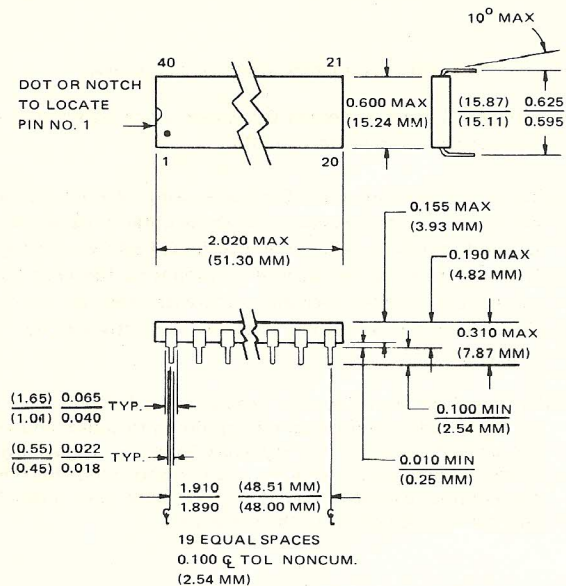 10° MAX
40 21
DOT OR NOTCH
TO LOCATE
PIN NO. 1
0.600 MAX
(15.24 MM)
(15.87) 0.625
(15.11) 0.595
1 20
2.020 MAX
(51.30 MM)
0.155 MAX
(3.93 MM)
0.190 MAX
(4.82 MM)
0.310 MAX
(7.87 MM)
(1.65) 0.065 TYP.
(1.01) 0.040
0.100 MIN
(2.54 MM)
(0.55) 0.022 TYP.
(0.45) 0.018
0.010 MIN
(0.25 MM)
1.910 (48.51 MM)
1.890 (48.00 MM)
℄ ℄
19 EQUAL SPACES
0.100 ℄ TOL NONCUM.
(2.54 MM)